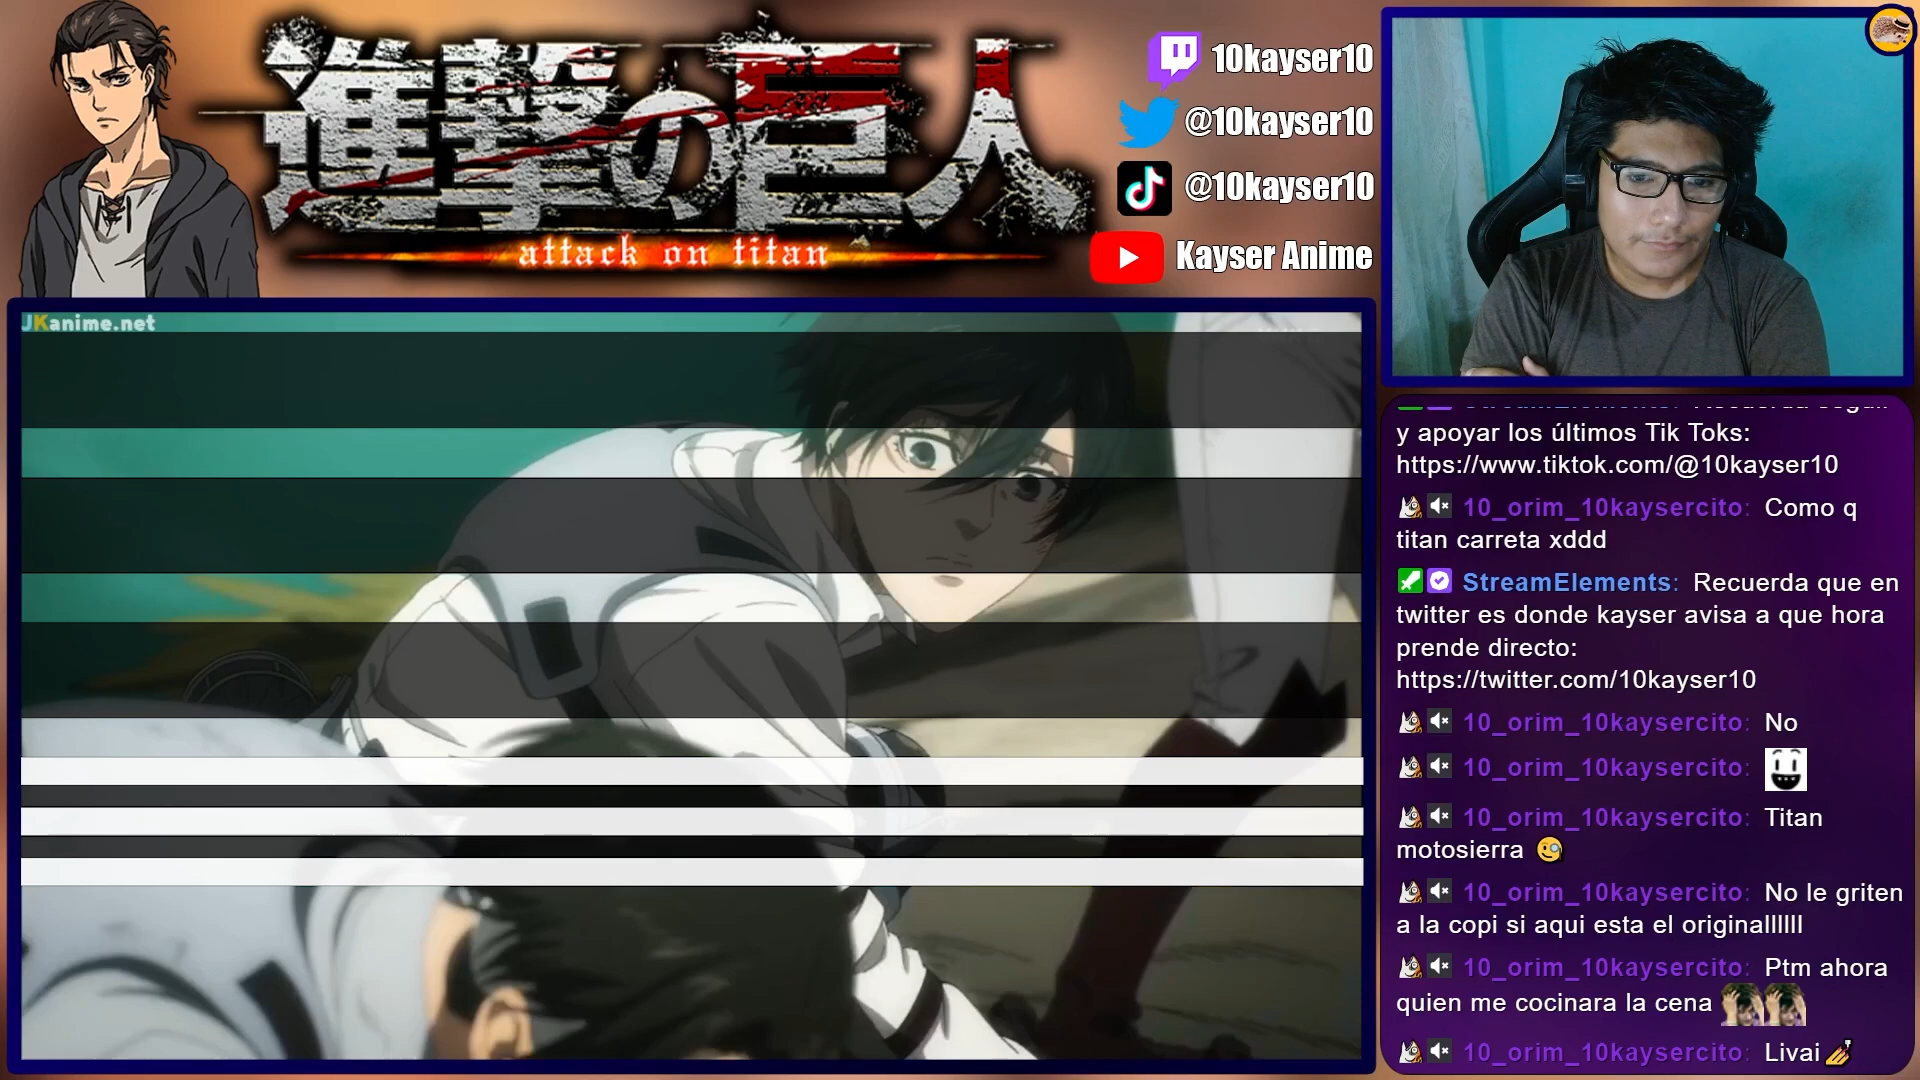 進撃の巨人
attack on titan
10kayser10
@10kayser10
@10kayser10
Kayser Anime
JKanime.net
y apoyar los últimos Tik Toks:
https://www.tiktok.com/@10kayser10
10_orim_10kaysercito: Como q
titan carreta xddd
StreamElements: Recuerda que en
twitter es donde kayser avisa a que hora
prende directo:
https://twitter.com/10kayser10
10_orim_10kaysercito: No
10_orim_10kaysercito:
10_orim_10kaysercito: Titan
motosierra 🧐
10_orim_10kaysercito: No le griten
a la copi si aqui esta el originalllllll
10_orim_10kaysercito: Ptm ahora
quien me cocinara la cena
10_orim_10kaysercito: Livai